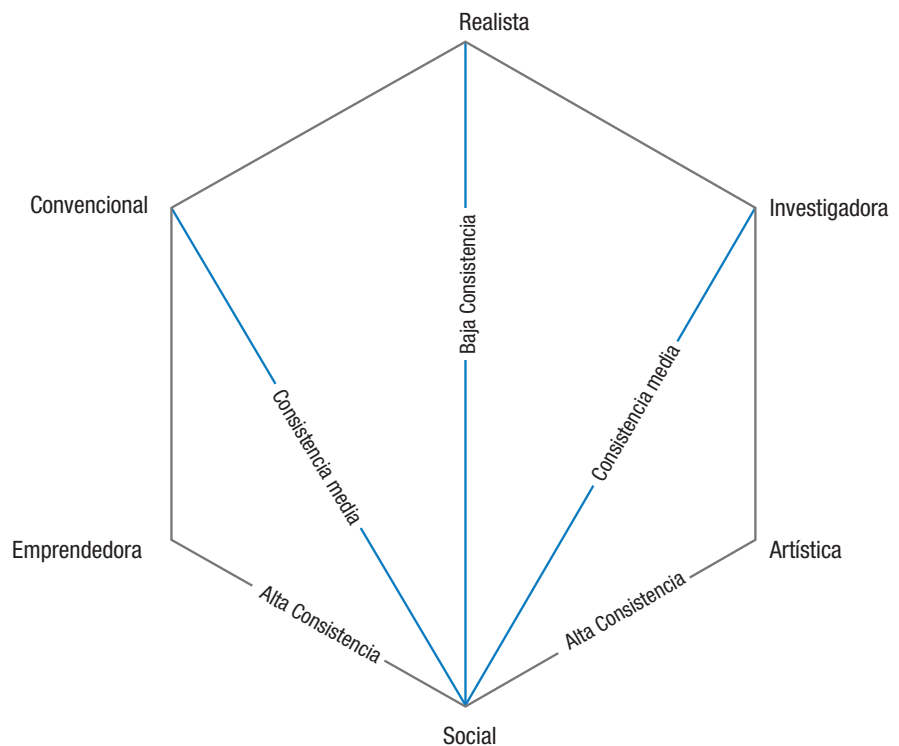 Realista
Convencional
Investigadora
Baja Consistencia
Consistencia media
Consistencia media
Emprendedora
Artística
Alta Consistencia
Alta Consistencia
Social